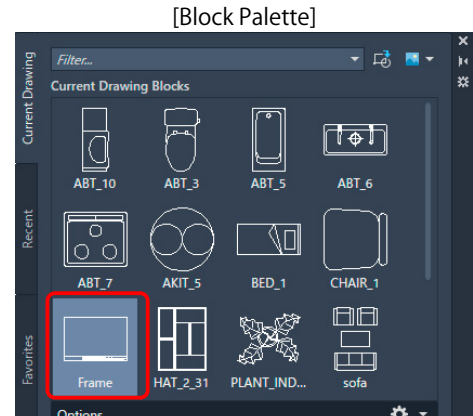 [Block Palette]
Current Drawing
Filter...
Current Drawing Blocks
ABT_10 ABT_3 ABT_5 ABT_6
Recent
ABT_7 AKIT_5 BED_1 CHAIR_1
Favorites
Frame HAT_2_31 PLANT_IND... sofa
Options